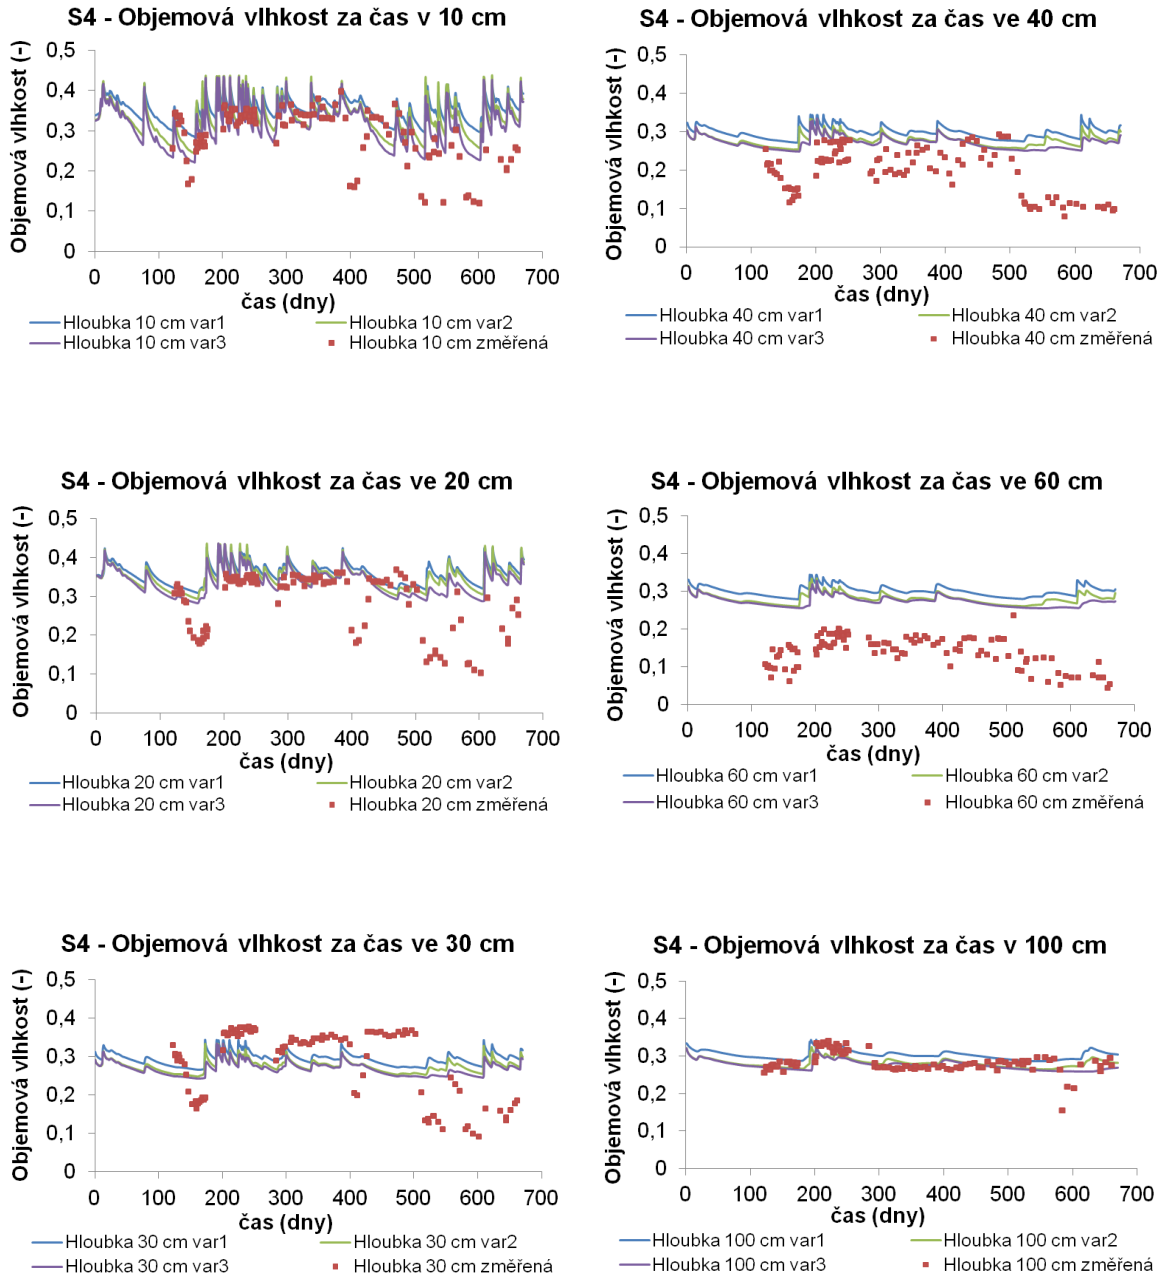 S4 - Objemová vlhkost za čas v 10 cm
Objemová vlhkost (-)
0,5
0,4
0,3
0,2
0,1
0
0 100 200 300 400 500 600 700
čas (dny)
Hloubka 10 cm var1 Hloubka 10 cm var2
Hloubka 10 cm var3 Hloubka 10 cm změřená
S4 - Objemová vlhkost za čas ve 40 cm
Objemová vlhkost (-)
0,5
0,4
0,3
0,2
0,1
0
0 100 200 300 400 500 600 700
čas (dny)
Hloubka 40 cm var1 Hloubka 40 cm var2
Hloubka 40 cm var3 Hloubka 40 cm změřená
S4 - Objemová vlhkost za čas ve 20 cm
Objemová vlhkost (-)
0,5
0,4
0,3
0,2
0,1
0
0 100 200 300 400 500 600 700
čas (dny)
Hloubka 20 cm var1 Hloubka 20 cm var2
Hloubka 20 cm var3 Hloubka 20 cm změřená
S4 - Objemová vlhkost za čas ve 60 cm
Objemová vlhkost (-)
0,5
0,4
0,3
0,2
0,1
0
0 100 200 300 400 500 600 700
čas (dny)
Hloubka 60 cm var1 Hloubka 60 cm var2
Hloubka 60 cm var3 Hloubka 60 cm změřená
S4 - Objemová vlhkost za čas ve 30 cm
Objemová vlhkost (-)
0,5
0,4
0,3
0,2
0,1
0
0 100 200 300 400 500 600 700
čas (dny)
Hloubka 30 cm var1 Hloubka 30 cm var2
Hloubka 30 cm var3 Hloubka 30 cm změřená
S4 - Objemová vlhkost za čas v 100 cm
Objemová vlhkost (-)
0,5
0,4
0,3
0,2
0,1
0
0 100 200 300 400 500 600 700
čas (dny)
Hloubka 100 cm var1 Hloubka 100 cm var2
Hloubka 100 cm var3 Hloubka 100 cm změřená